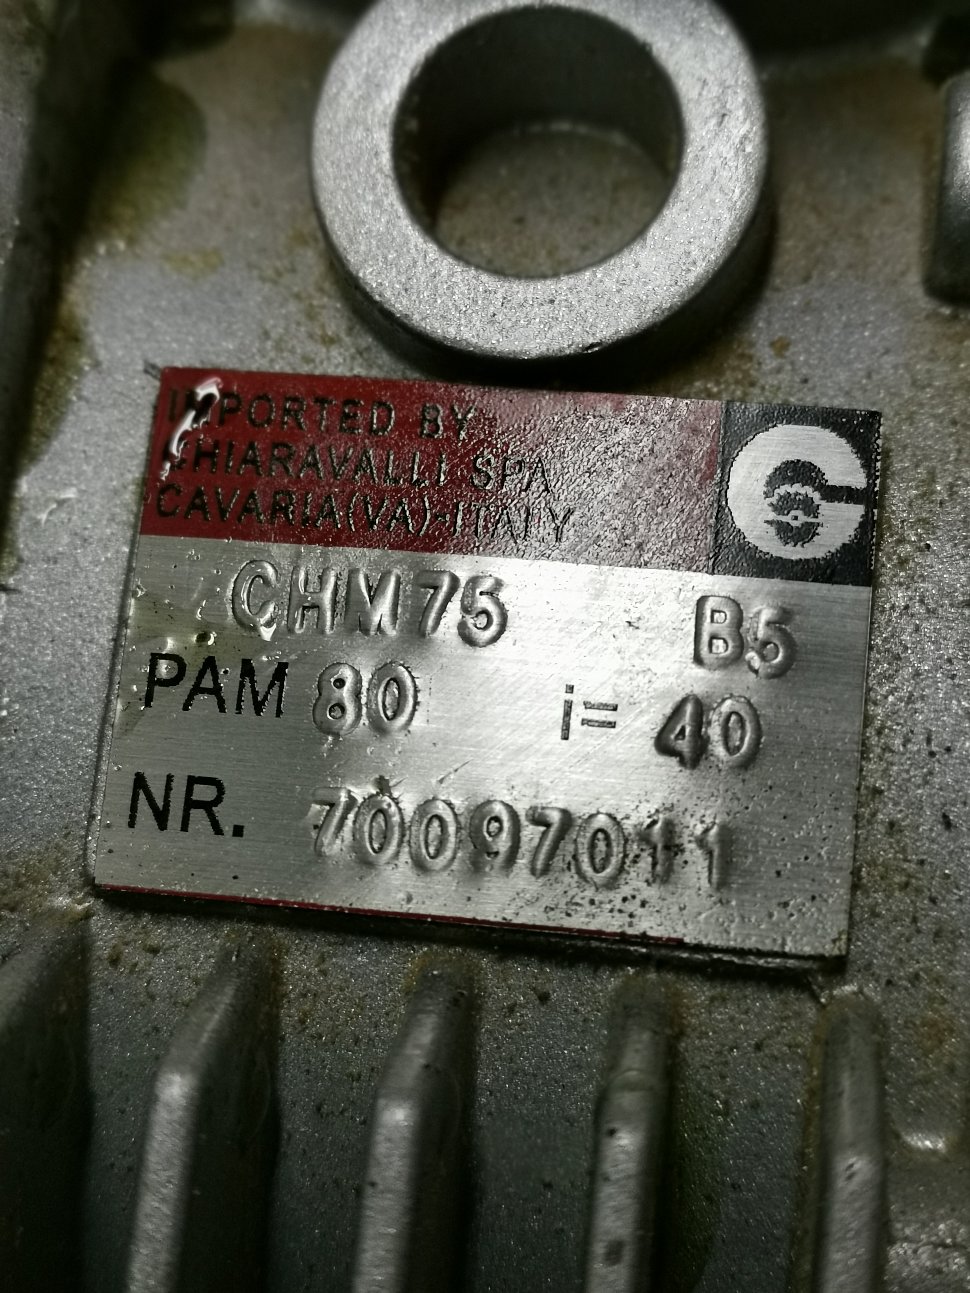 IMPORTED BY
CHIARAVALLI SPA
CAVARIA(VA)-ITALY
CHM75 B5
PAM 80 i= 40
NR. 70097011